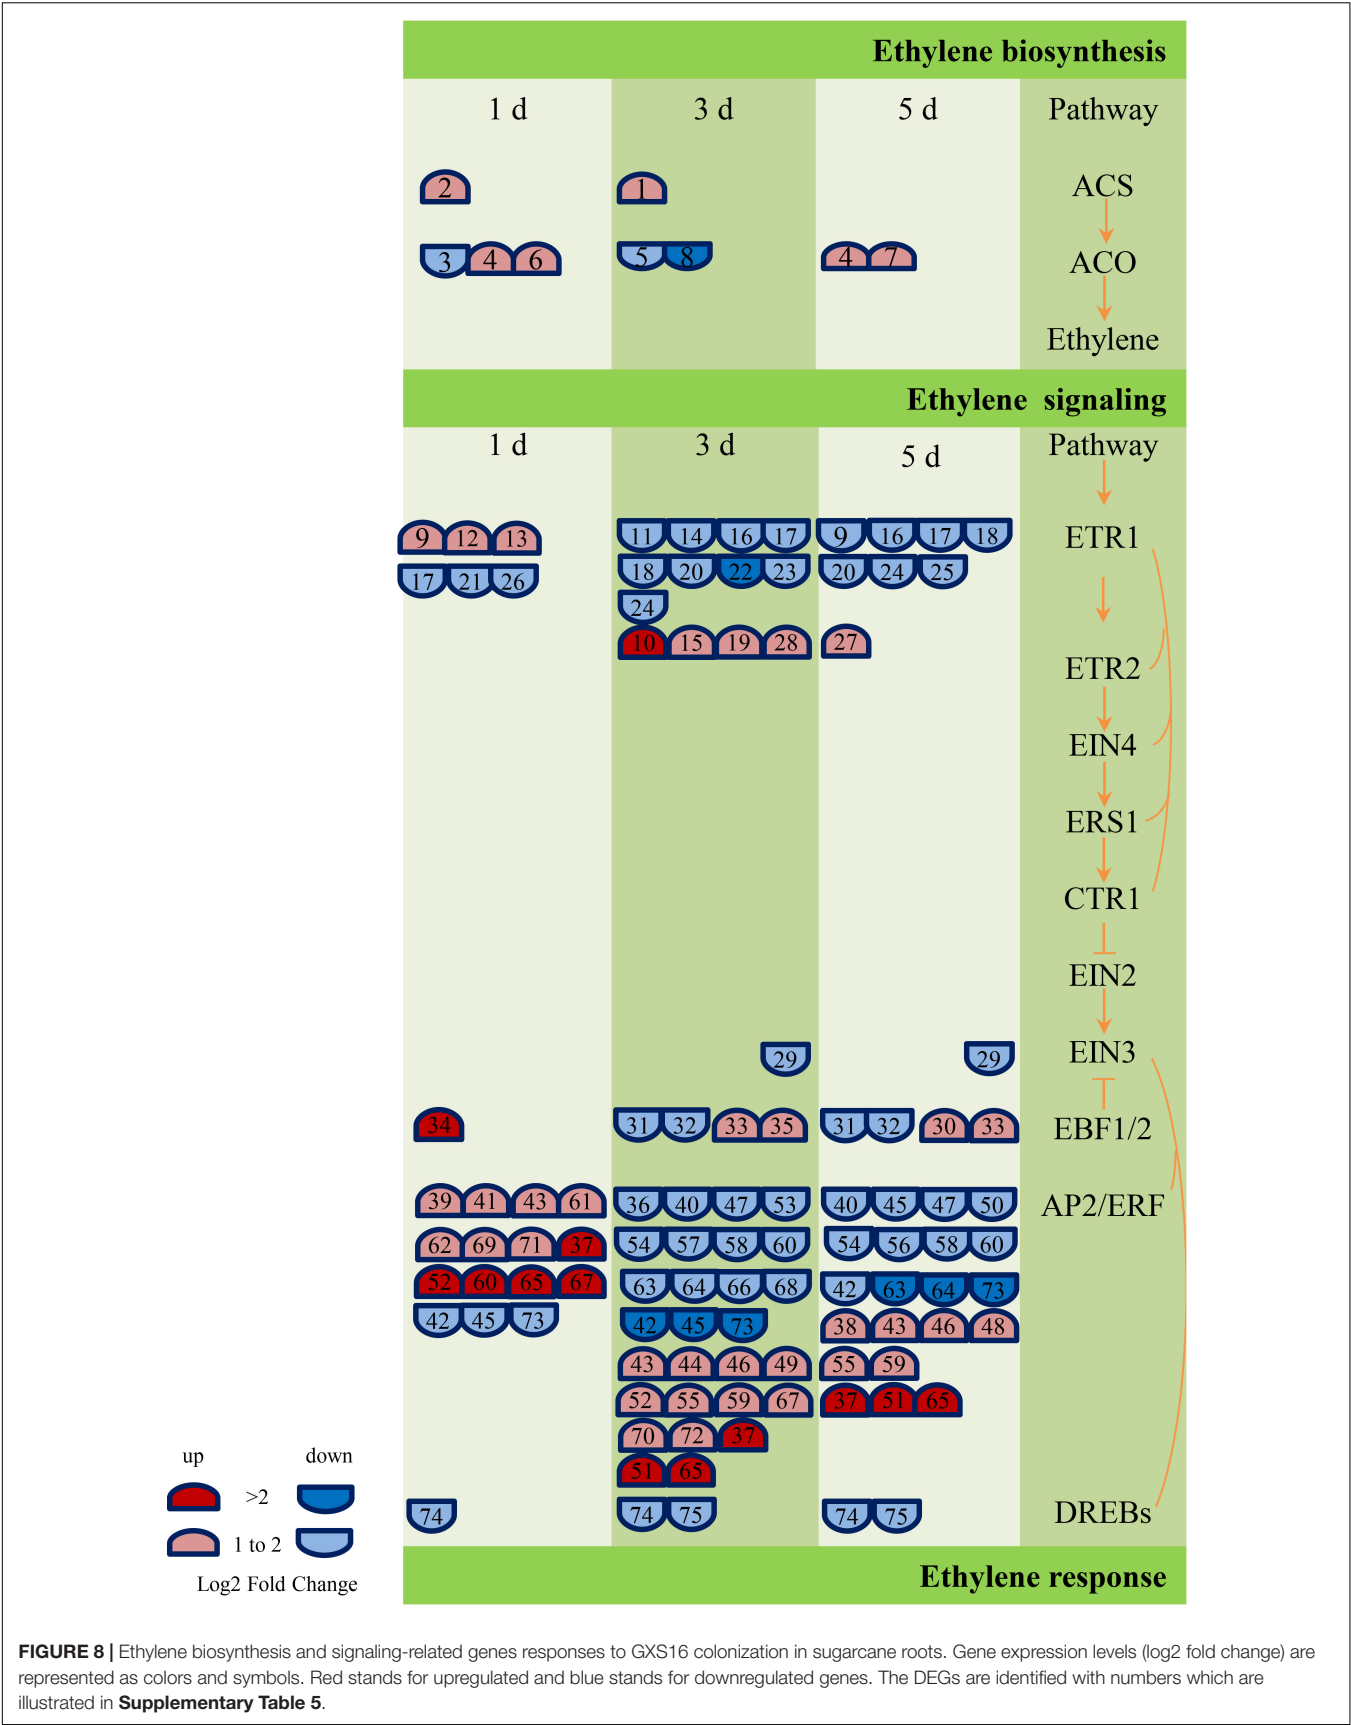 Ethylene biosynthesis
1 d 3 d 5 d Pathway
2 1 ACS
3 4 6 5 8 4 7 ACO
Ethylene
Ethylene signaling
1 d 3 d 5 d Pathway
9 12 13 11 14 16 17 9 16 17 18 ETR1
17 21 26 18 20 22 23 20 24 25
24
10 15 19 28 27
ETR2
EIN4
ERS1
CTR1
EIN2
29 29 EIN3
34 31 32 33 35 31 32 30 33 EBF1/2
39 41 43 61 36 40 47 53 40 45 47 50 AP2/ERF
62 69 71 37 54 57 58 60 54 56 58 60
52 60 65 67 63 64 66 68 42 63 64 73
42 45 73 42 45 73 38 43 46 48
43 44 46 49 55 59
52 55 59 67 37 51 65
70 72 37
51 65
74 74 75 74 75 DREBs
up down
>2
1 to 2
Log2 Fold Change
Ethylene response
FIGURE 8 | Ethylene biosynthesis and signaling-related genes responses to GXS16 colonization in sugarcane roots. Gene expression levels (log2 fold change) are
represented as colors and symbols. Red stands for upregulated and blue stands for downregulated genes. The DEGs are identified with numbers which are
illustrated in Supplementary Table 5.